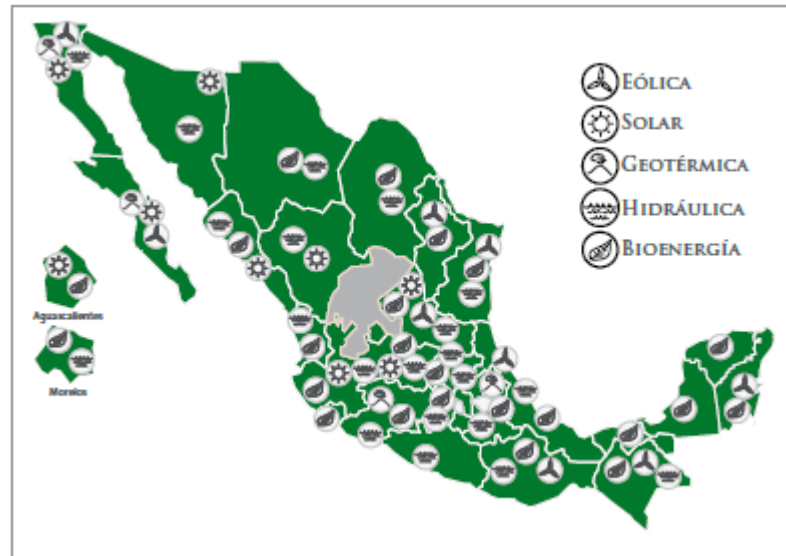 Eólica
Solar
Geotérmica
Hidráulica
Bioenergía
Aguascalientes
Morelos